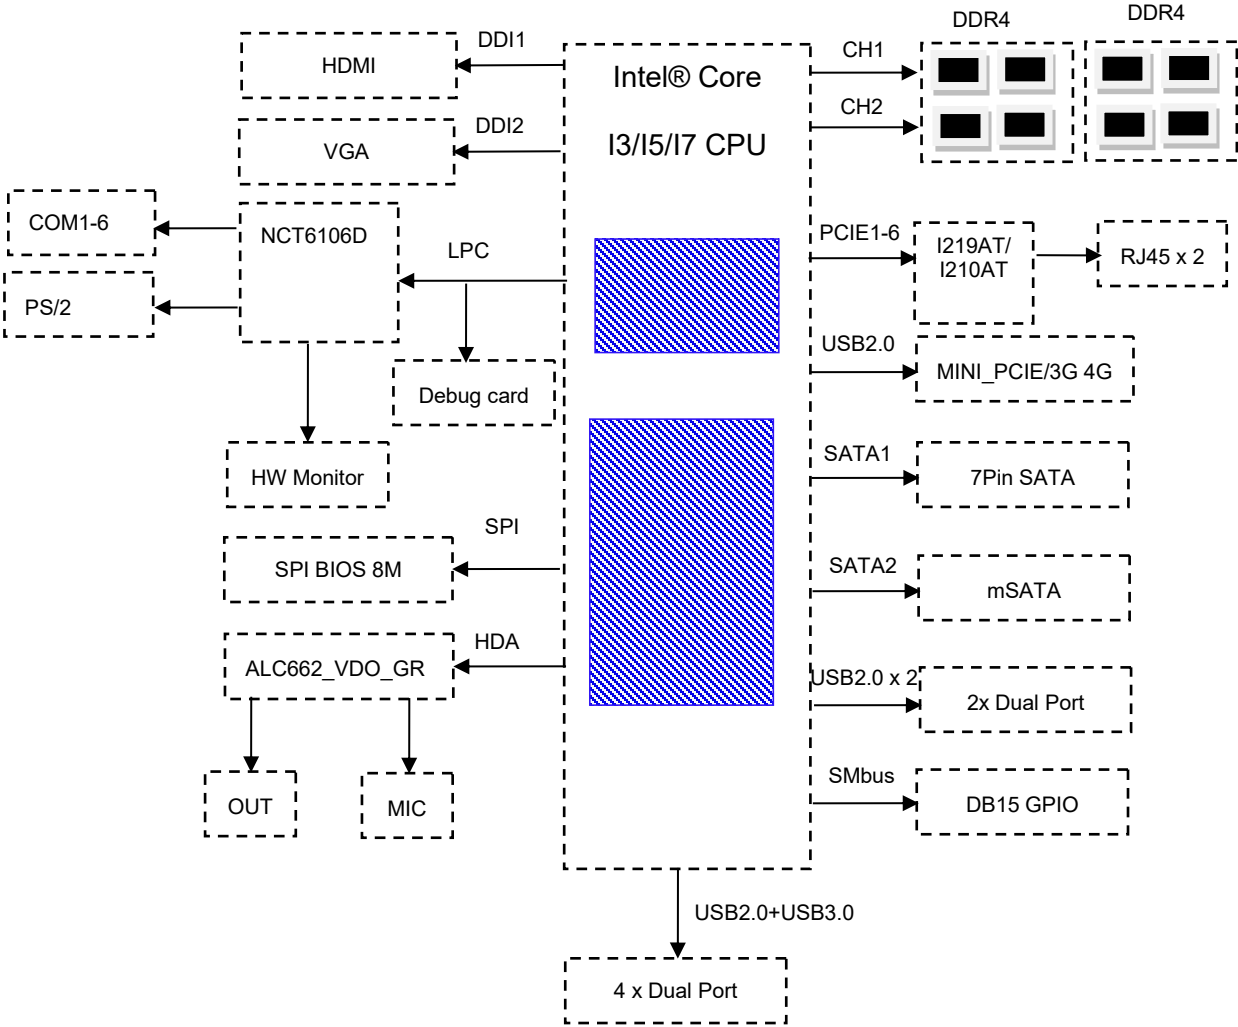 DDR4
DDR4
DDI1
HDMI
Intel® Core
CH1
DDI2
VGA
I3/I5/I7 CPU
CH2
COM1-6
NCT6106D
LPC
PS/2
PCIE1-6
I219AT/
I210AT
RJ45 x 2
USB2.0
MINI_PCIE/3G 4G
Debug card
HW Monitor
SATA1
7Pin SATA
SPI
SPI BIOS 8M
SATA2
mSATA
HDA
ALC662_VDO_GR
USB2.0 x 2
2x Dual Port
OUT
MIC
SMbus
DB15 GPIO
USB2.0+USB3.0
4 x Dual Port